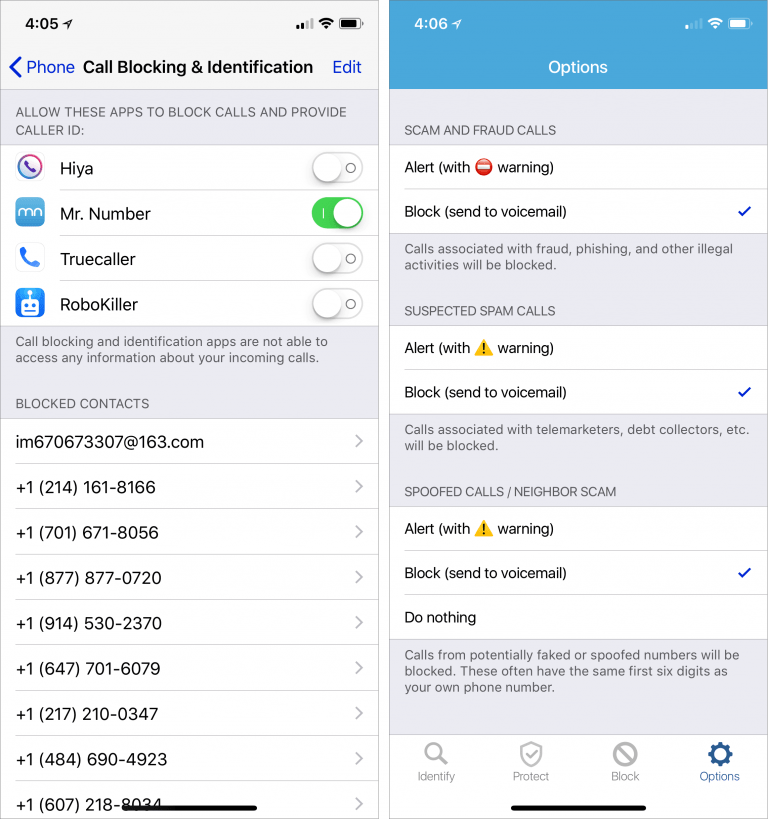 4:05
Phone Call Blocking & Identification Edit
ALLOW THESE APPS TO BLOCK CALLS AND PROVIDE
CALLER ID:
Hiya
mn Mr. Number
Truecaller
RoboKiller
Call blocking and identification apps are not able to
access any information about your incoming calls.
BLOCKED CONTACTS
im670673307@163.com
+1 (214) 161-8166
+1 (701) 671-8056
+1 (877) 877-0720
+1 (914) 530-2370
+1 (647) 701-6079
+1 (217) 210-0347
+1 (484) 690-4923
+1 (607) 218-8034
4:06
Options
SCAM AND FRAUD CALLS
Alert (with ⛔ warning)
Block (send to voicemail)
Calls associated with fraud, phishing, and other illegal
activities will be blocked.
SUSPECTED SPAM CALLS
Alert (with ⚠️ warning)
Block (send to voicemail)
Calls associated with telemarketers, debt collectors, etc.
will be blocked.
SPOOFED CALLS / NEIGHBOR SCAM
Alert (with ⚠️ warning)
Block (send to voicemail)
Do nothing
Calls from potentially faked or spoofed numbers will be
blocked. These often have the same first six digits as
your own phone number.
Identify Protect Block Options